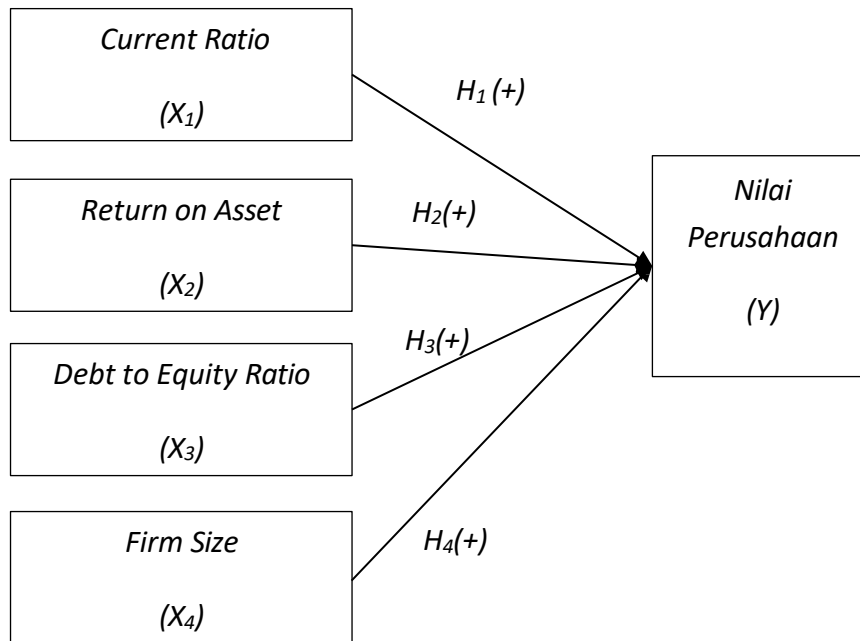 Current Ratio
(X₁)
H₁ (+)
Return on Asset
(X₂)
H₂(+)
Nilai
Perusahaan
(Y)
Debt to Equity Ratio
(X₃)
H₃(+)
Firm Size
(X₄)
H₄(+)